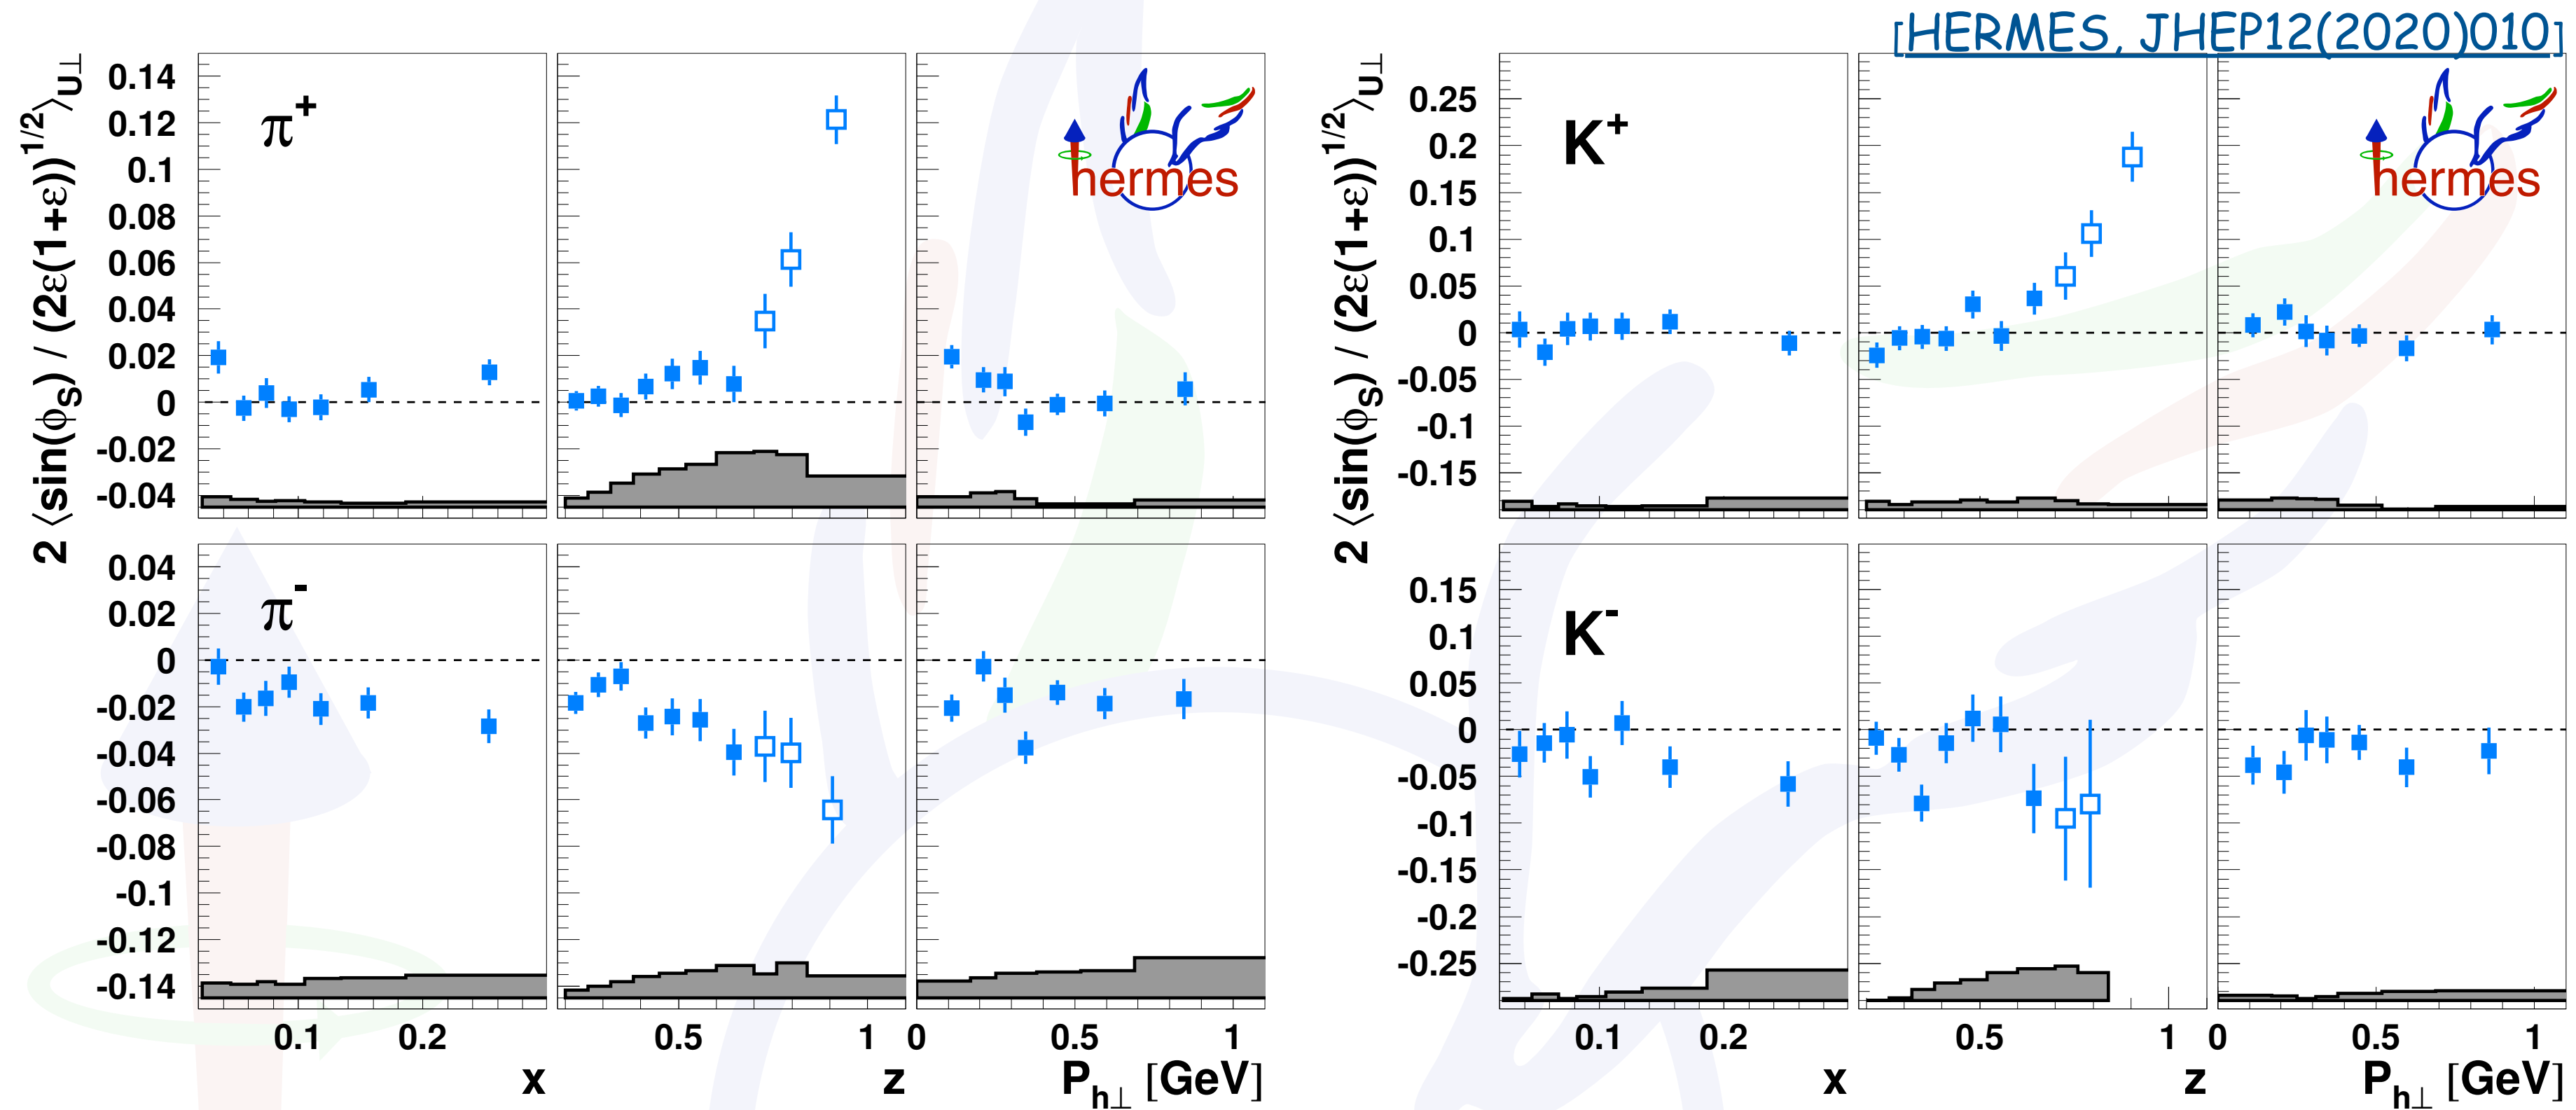 [HERMES, JHEP12(2020)010]
2 ⟨sin(ϕS) / (2ε(1+ε))1/2⟩U⊥
π+
0.14
0.12
0.1
0.08
0.06
0.04
0.02
0
-0.02
-0.04
hermes
π-
0.04
0.02
0
-0.02
-0.04
-0.06
-0.08
-0.1
-0.12
-0.14
0.1 0.2
0.5 1
0 0.5 1
x
z
Ph⊥ [GeV]
2 ⟨sin(ϕS) / (2ε(1+ε))1/2⟩U⊥
K+
0.25
0.2
0.15
0.1
0.05
0
-0.05
-0.1
-0.15
hermes
K-
0.15
0.1
0.05
0
-0.05
-0.1
-0.15
-0.2
-0.25
0.1 0.2
0.5 1
0 0.5 1
x
z
Ph⊥ [GeV]